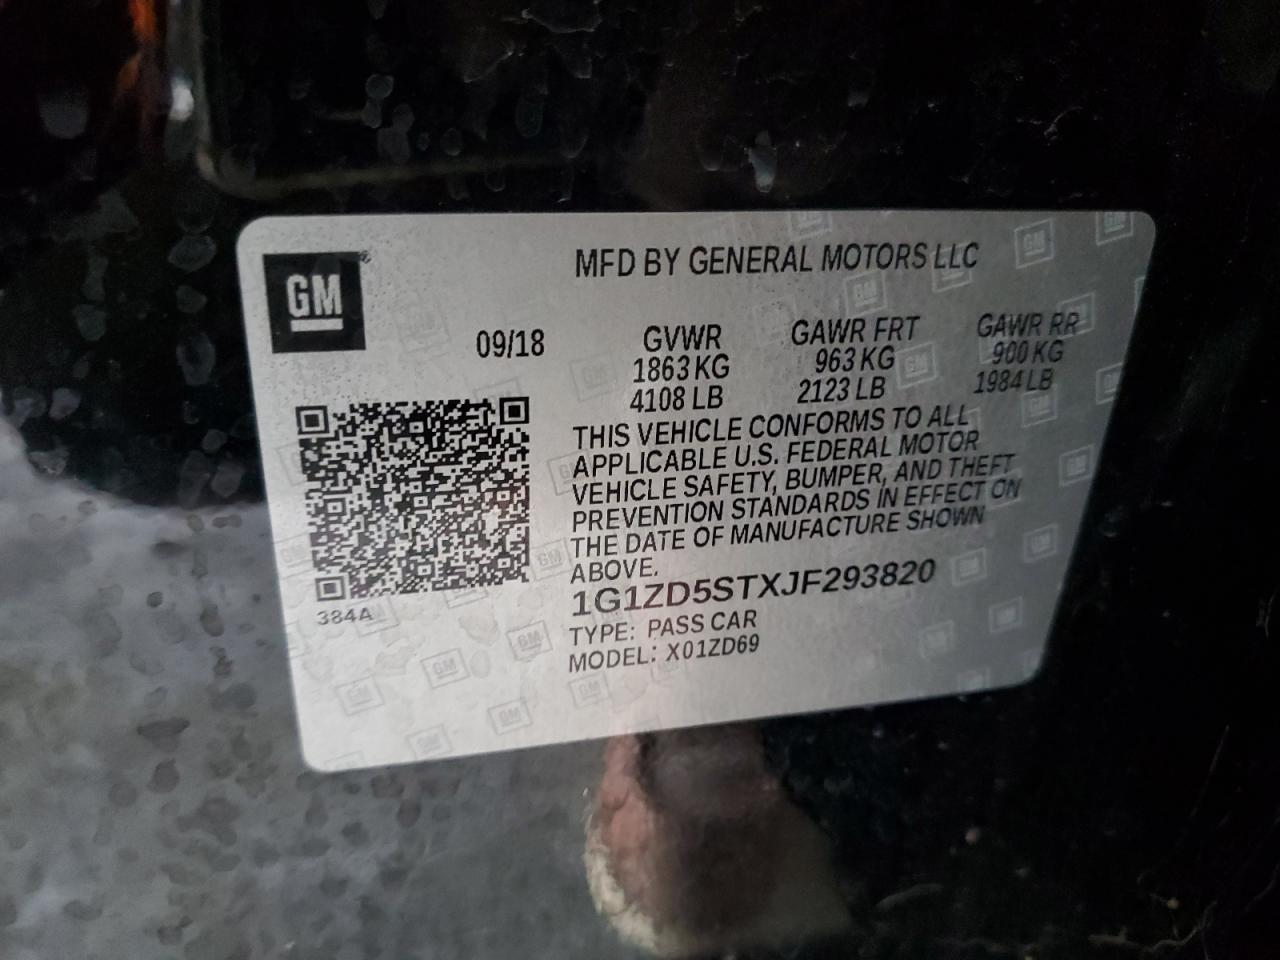 GM
MFD BY GENERAL MOTORS LLC
09/18
GVWR GAWR FRT GAWR RR
1863 KG 963 KG 900 KG
4108 LB 2123 LB 1984 LB
THIS VEHICLE CONFORMS TO ALL
APPLICABLE U.S. FEDERAL MOTOR
VEHICLE SAFETY, BUMPER, AND THEFT
PREVENTION STANDARDS IN EFFECT ON
THE DATE OF MANUFACTURE SHOWN
ABOVE.
1G1ZD5STXJF293820
TYPE: PASS CAR
MODEL: X01ZD69
384A